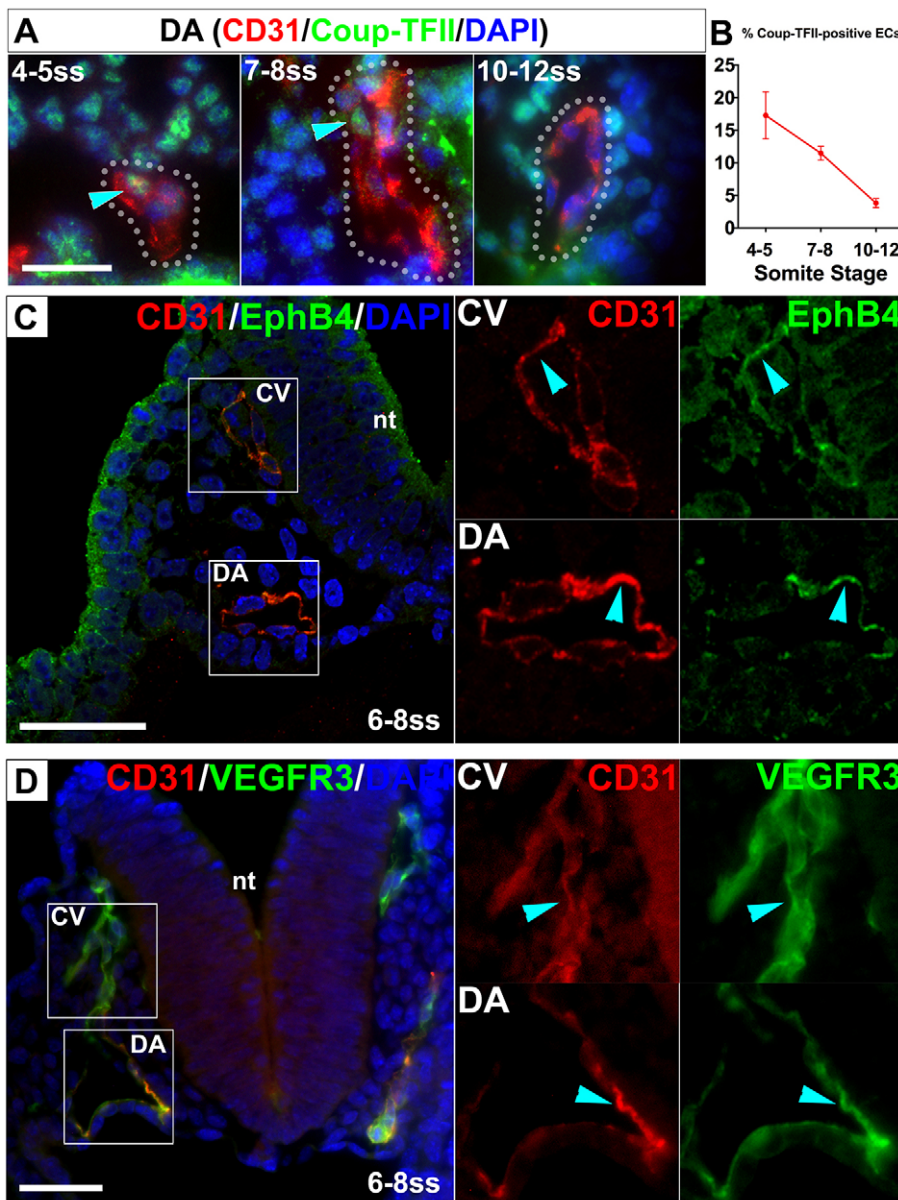 A DA (CD31/Coup-TFII/DAPI)
4-5ss 7-8ss 10-12ss
B % Coup-TFII-positive ECs
25
20
15
10
5
0
4-5 7-8 10-12
Somite Stage
C CD31/EphB4/DAPI
CV
nt
DA
6-8ss
CV CD31 EphB4
DA
D CD31/VEGFR3/DAPI
nt
CV
DA
6-8ss
CV CD31 VEGFR3
DA